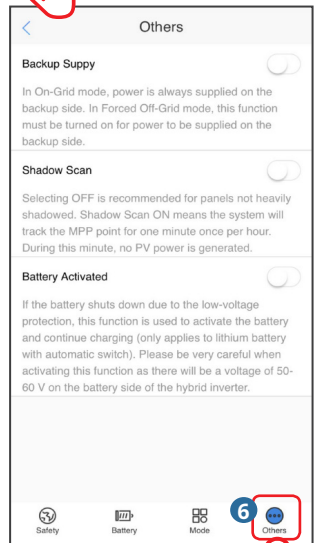 Others
Backup Suppy
In On-Grid mode, power is always supplied on the
backup side. In Forced Off-Grid mode, this function
must be turned on for power to be supplied on the
backup side.
Shadow Scan
Selecting OFF is recommended for panels not heavily
shadowed. Shadow Scan ON means the system will
track the MPP point for one minute once per hour.
During this minute, no PV power is generated.
Battery Activated
If the battery shuts down due to the low-voltage
protection, this function is used to activate the battery
and continue charging (only applies to lithium battery
with automatic switch). Please be very careful when
activating this function as there will be a voltage of 50-
60 V on the battery side of the hybrid inverter.
6
Safety Battery Mode Others